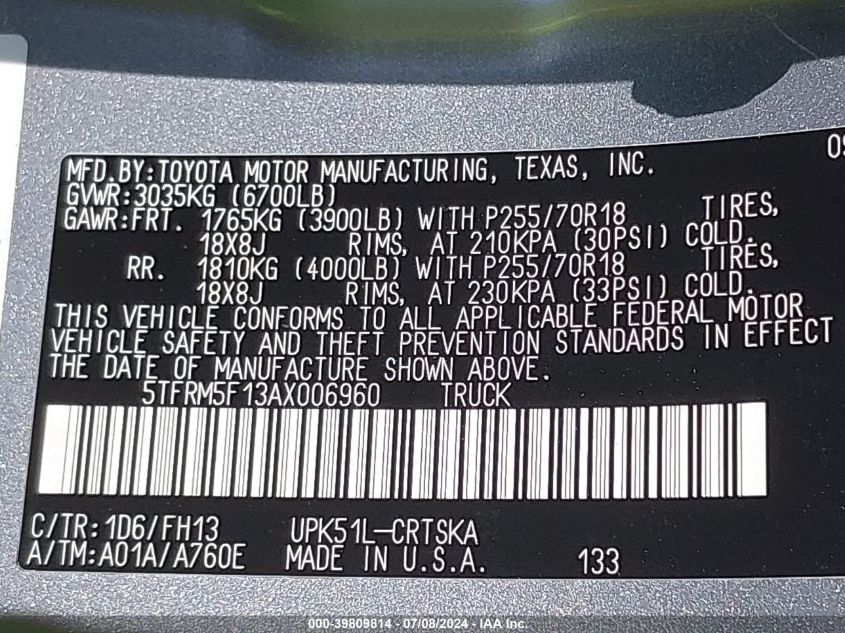 09
MFD.BY:TOYOTA MOTOR MANUFACTURING, TEXAS, INC.
GVWR:3035KG (6700LB)
GAWR:FRT. 1765KG (3900LB) WITH P255/70R18 TIRES,
18X8J RIMS, AT 210KPA (30PSI) COLD.
RR. 1810KG (4000LB) WITH P255/70R18 TIRES,
18X8J RIMS, AT 230KPA (33PSI) COLD.
THIS VEHICLE CONFORMS TO ALL APPLICABLE FEDERAL MOTOR
VEHICLE SAFETY AND THEFT PREVENTION STANDARDS IN EFFECT
THE DATE OF MANUFACTURE SHOWN ABOVE.
5TFRM5F13AX006960 TRUCK
C/TR:1D6/FH13 UPK51L-CRTSKA
A/TM:A01A/A760E MADE IN U.S.A. 133
000-39809814 - 07/08/2024 - IAA Inc.